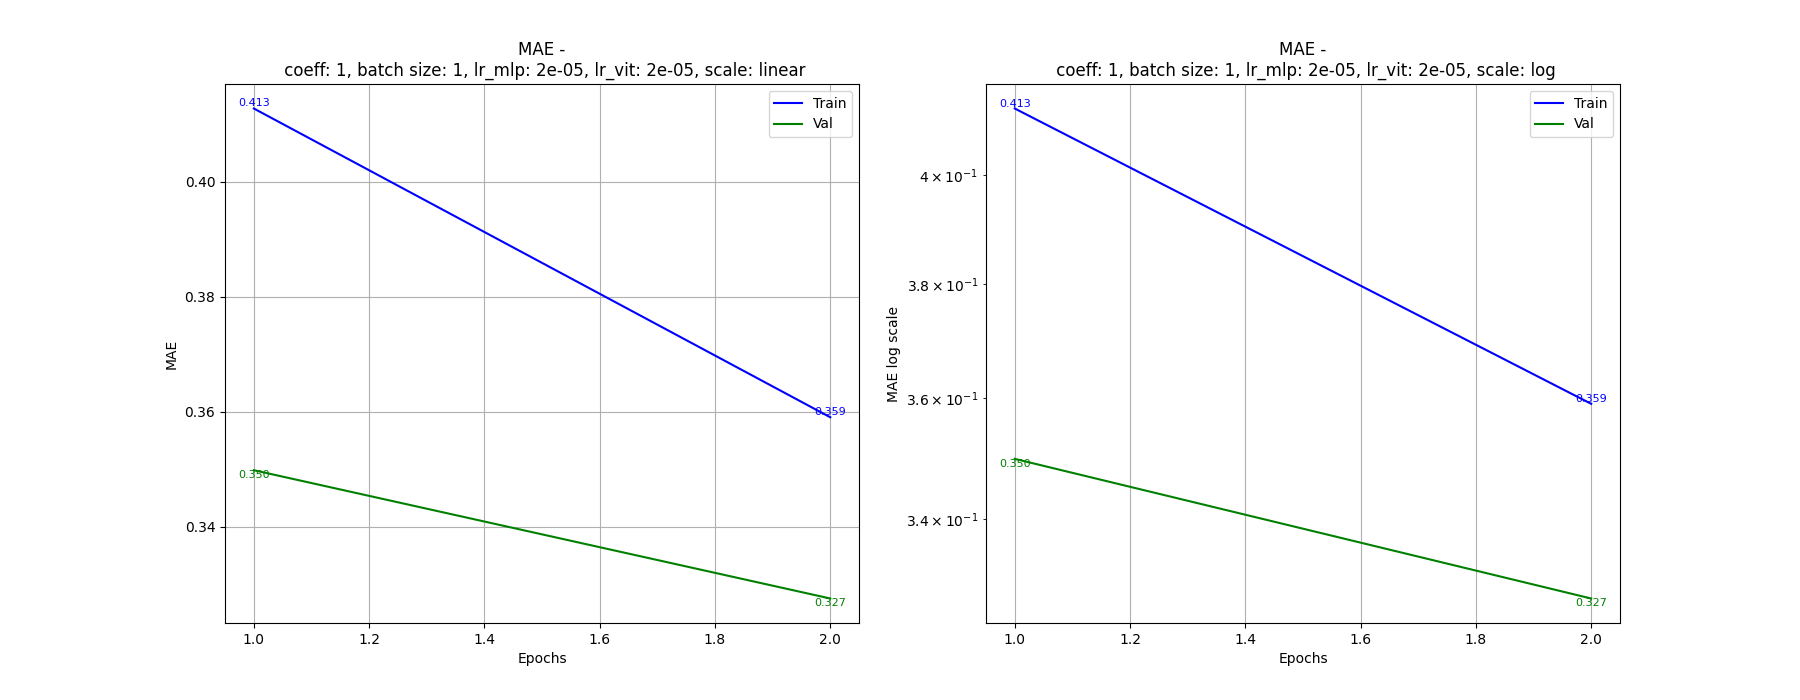 MAE -
coeff: 1, batch size: 1, lr_mlp: 2e-05, lr_vit: 2e-05, scale: linear
0.413
Train
Val
0.40
0.38
MAE
0.36
0.359
0.350
0.34
0.327
1.0 1.2 1.4 1.6 1.8 2.0
Epochs
MAE -
coeff: 1, batch size: 1, lr_mlp: 2e-05, lr_vit: 2e-05, scale: log
0.413
Train
Val
4 × 10⁻¹
3.8 × 10⁻¹
MAE log scale
3.6 × 10⁻¹
0.359
0.350
3.4 × 10⁻¹
0.327
1.0 1.2 1.4 1.6 1.8 2.0
Epochs